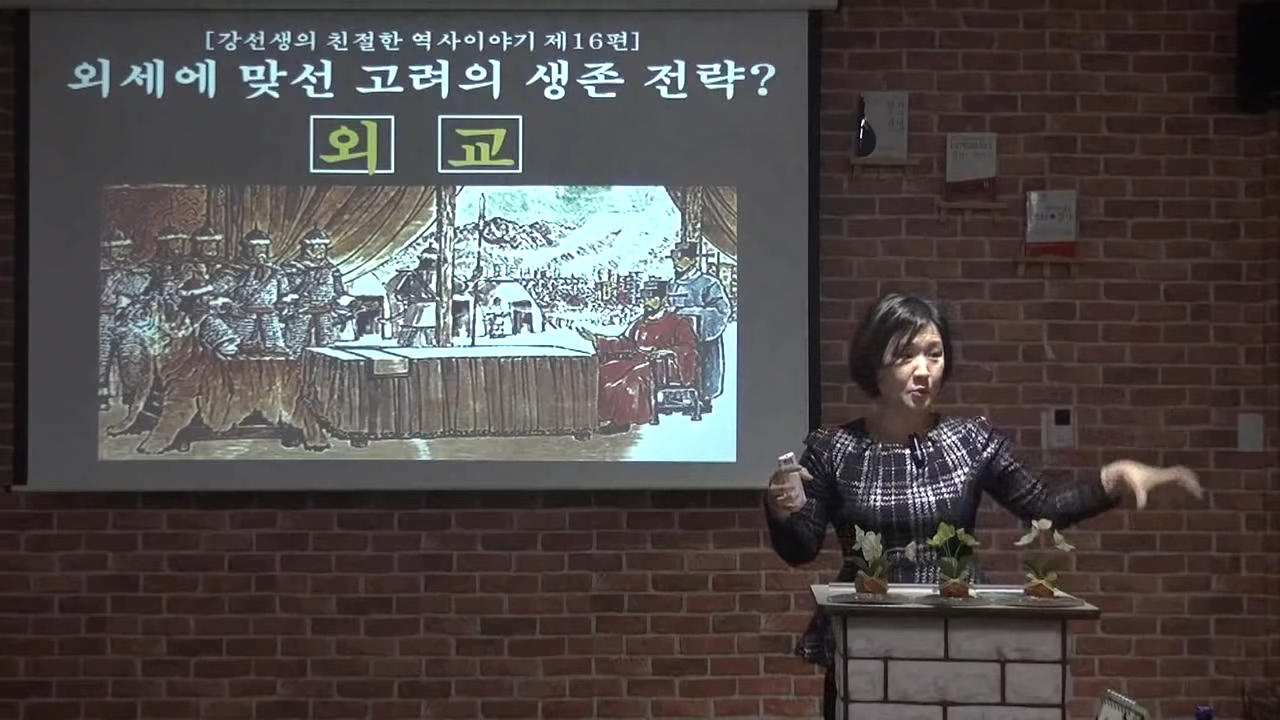 [강선생의 친절한 역사이야기 제16편]
외세에 맞선 고려의 생존 전략?
외 교